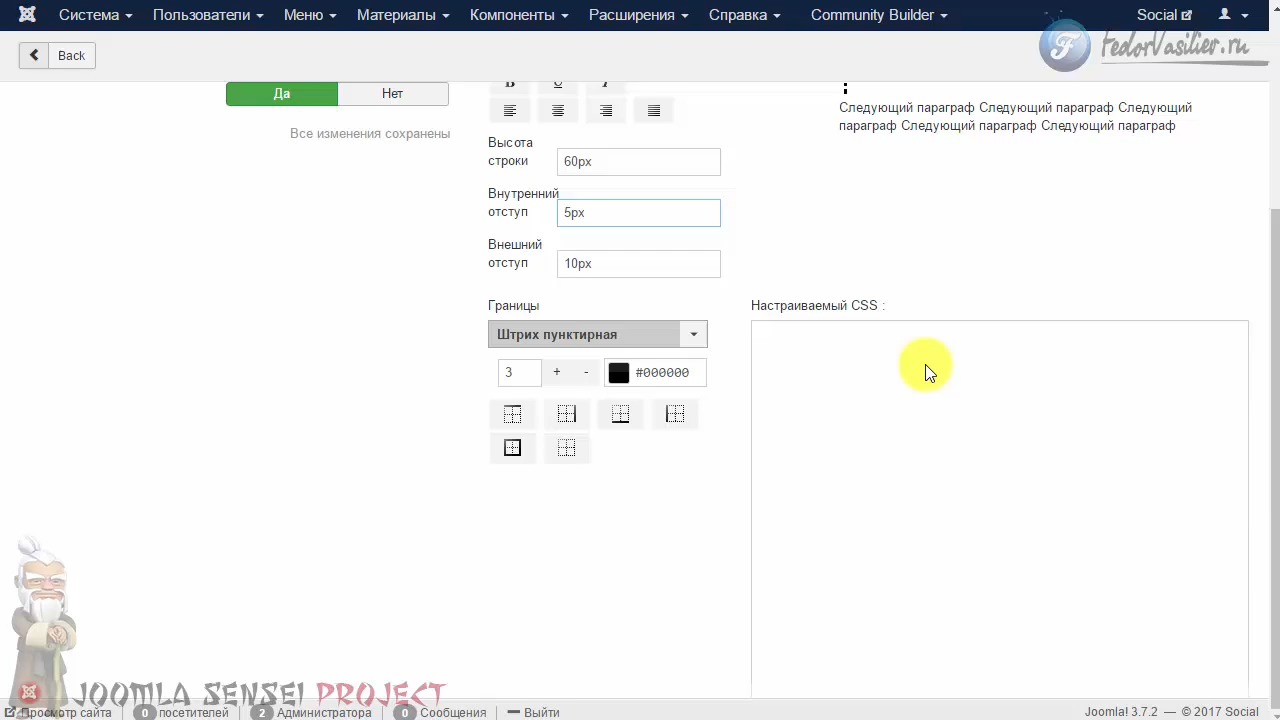 Система Пользователи Меню Материалы Компоненты Расширения Справка Community Builder Social
FedorVasilier.ru
Back
Да Нет
Все изменения сохранены
B U I
Следующий параграф Следующий параграф Следующий
параграф Следующий параграф Следующий параграф
Высота
строки
60px
Внутренний
отступ
5px
Внешний
отступ
10px
Границы
Настраиваемый CSS :
Штрих пунктирная
3 + - #000000
JOOMLA SENSEI PROJECT
Просмотр сайта 0 посетителей 2 Администратора 0 Сообщения Выйти
Joomla! 3.7.2 — © 2017 Social